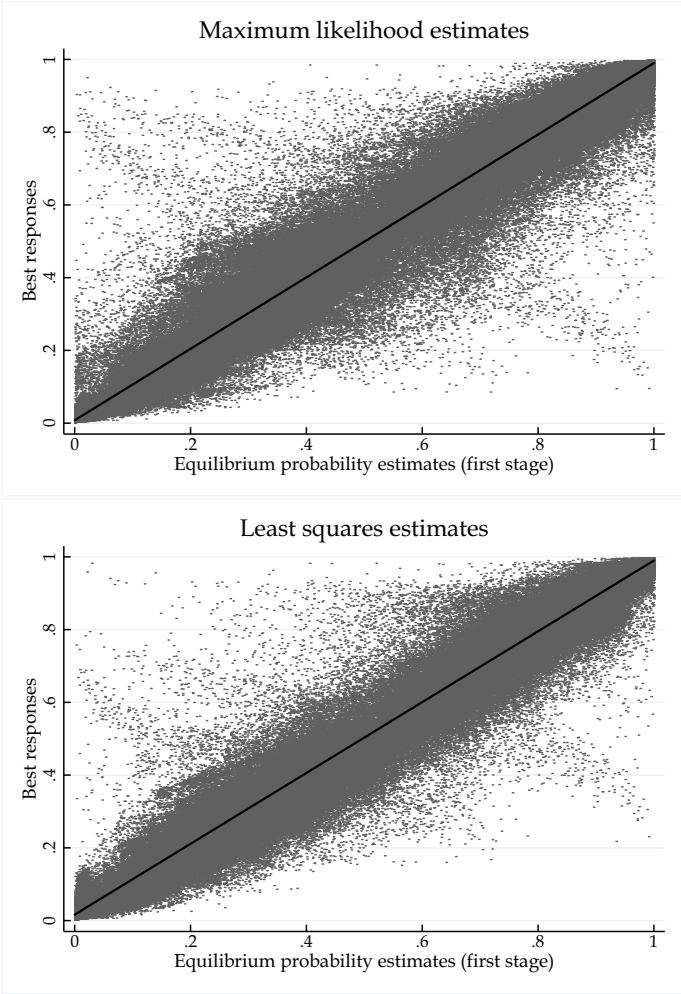 Maximum likelihood estimates
1
.8
.6
.4
.2
0
Best responses
0 .2 .4 .6 .8 1
Equilibrium probability estimates (first stage)
Least squares estimates
1
.8
.6
.4
.2
0
Best responses
0 .2 .4 .6 .8 1
Equilibrium probability estimates (first stage)